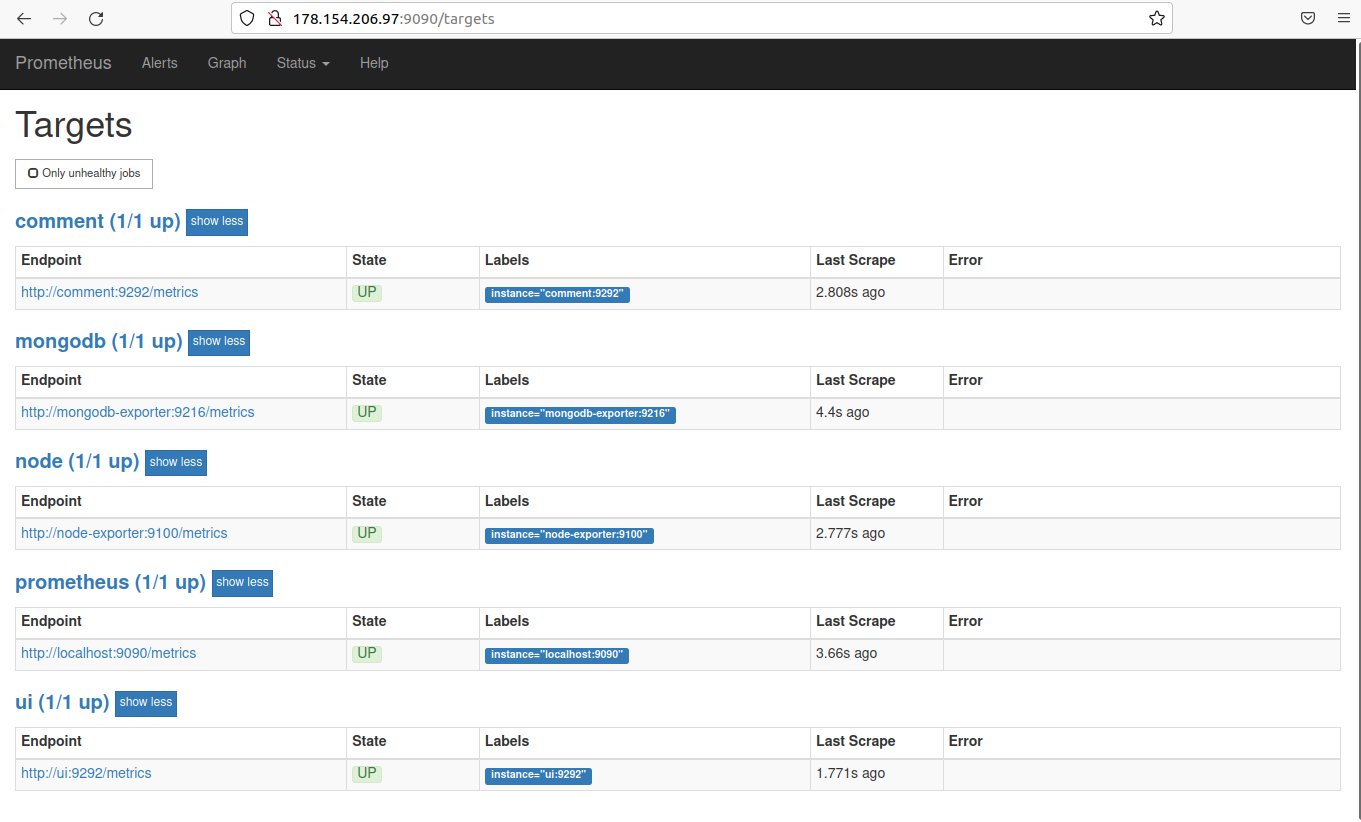 178.154.206.97:9090/targets
Prometheus Alerts Graph Status Help
Targets
Only unhealthy jobs
comment (1/1 up) show less
Endpoint State Labels Last Scrape Error
http://comment:9292/metrics UP instance="comment:9292" 2.808s ago
mongodb (1/1 up) show less
Endpoint State Labels Last Scrape Error
http://mongodb-exporter:9216/metrics UP instance="mongodb-exporter:9216" 4.4s ago
node (1/1 up) show less
Endpoint State Labels Last Scrape Error
http://node-exporter:9100/metrics UP instance="node-exporter:9100" 2.777s ago
prometheus (1/1 up) show less
Endpoint State Labels Last Scrape Error
http://localhost:9090/metrics UP instance="localhost:9090" 3.66s ago
ui (1/1 up) show less
Endpoint State Labels Last Scrape Error
http://ui:9292/metrics UP instance="ui:9292" 1.771s ago